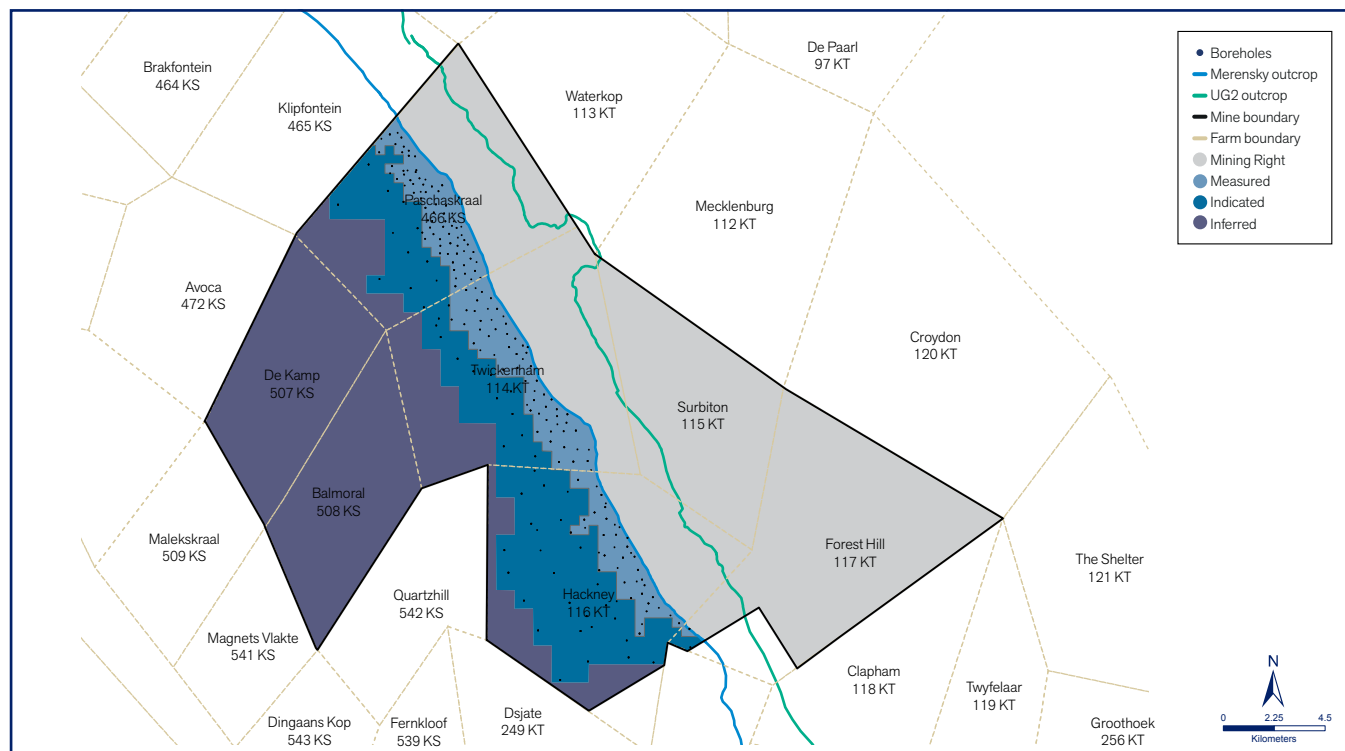 De Paarl
97 KT
Brakfontein
464 KS
Waterkop
113 KT
Klipfontein
465 KS
Paschaskraal
466 KS
Mecklenburg
112 KT
Avoca
472 KS
Croydon
120 KT
De Kamp
507 KS
Twickenham
114 KT
Surbiton
115 KT
Balmoral
508 KS
Malekskraal
509 KS
Forest Hill
117 KT
The Shelter
121 KT
Quartzhill
542 KS
Hackney
116 KT
Magnets Vlakte
541 KS
Clapham
118 KT
Twyfelaar
119 KT
Dingaans Kop
543 KS
Fernkloof
539 KS
Dsjate
249 KT
Groothoek
256 KT
Boreholes
Merensky outcrop
UG2 outcrop
Mine boundary
Farm boundary
Mining Right
Measured
Indicated
Inferred
N
0 2.25 4.5
Kilometers